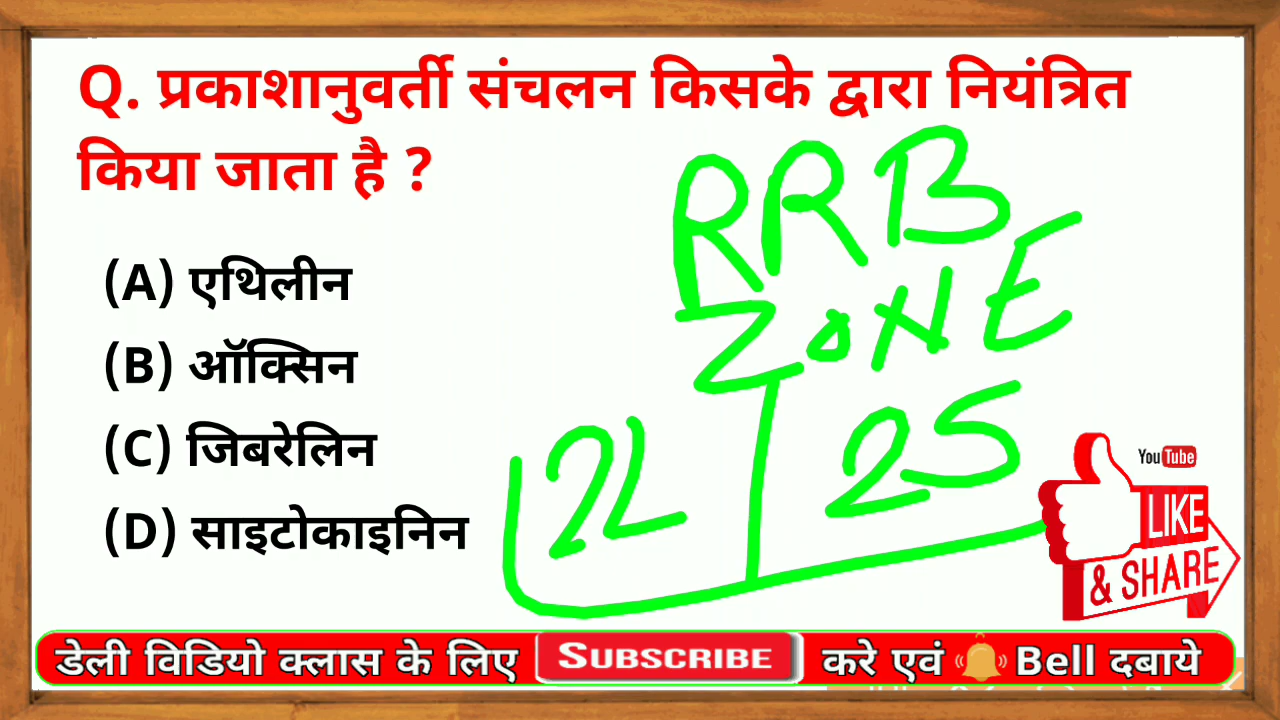 Q. प्रकाशानुवर्ती संचलन किसके द्वारा नियंत्रित
किया जाता है ?
(A) एथिलीन
(B) ऑक्सिन
(C) जिबरेलिन
(D) साइटोकाइनिन
RRB
ZONE
22 25
YouTube
LIKE
& SHARE
डेली विडियो क्लास के लिए SUBSCRIBE करे एवं Bell दबाये